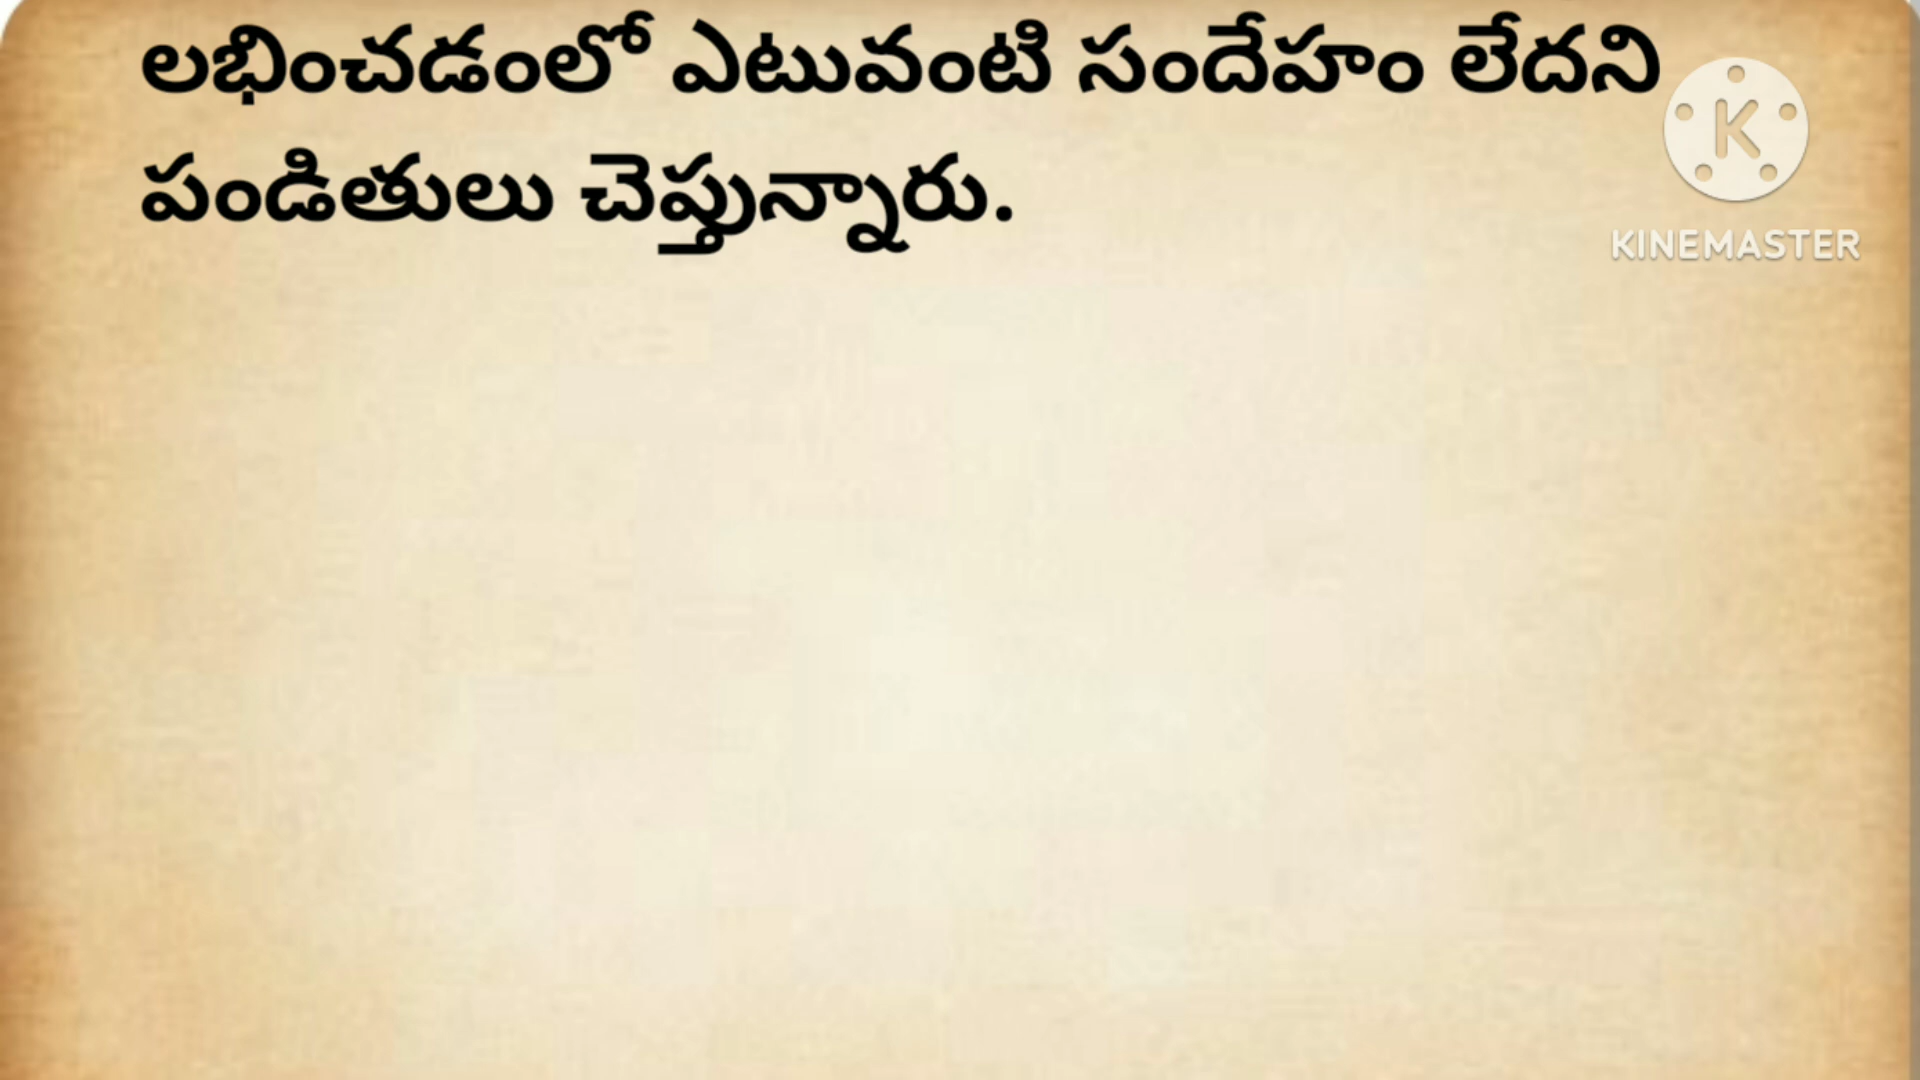 లభించడంలో ఎటువంటి సందేహం లేదని
పండితులు చెప్తున్నారు.
K
KINEMASTER